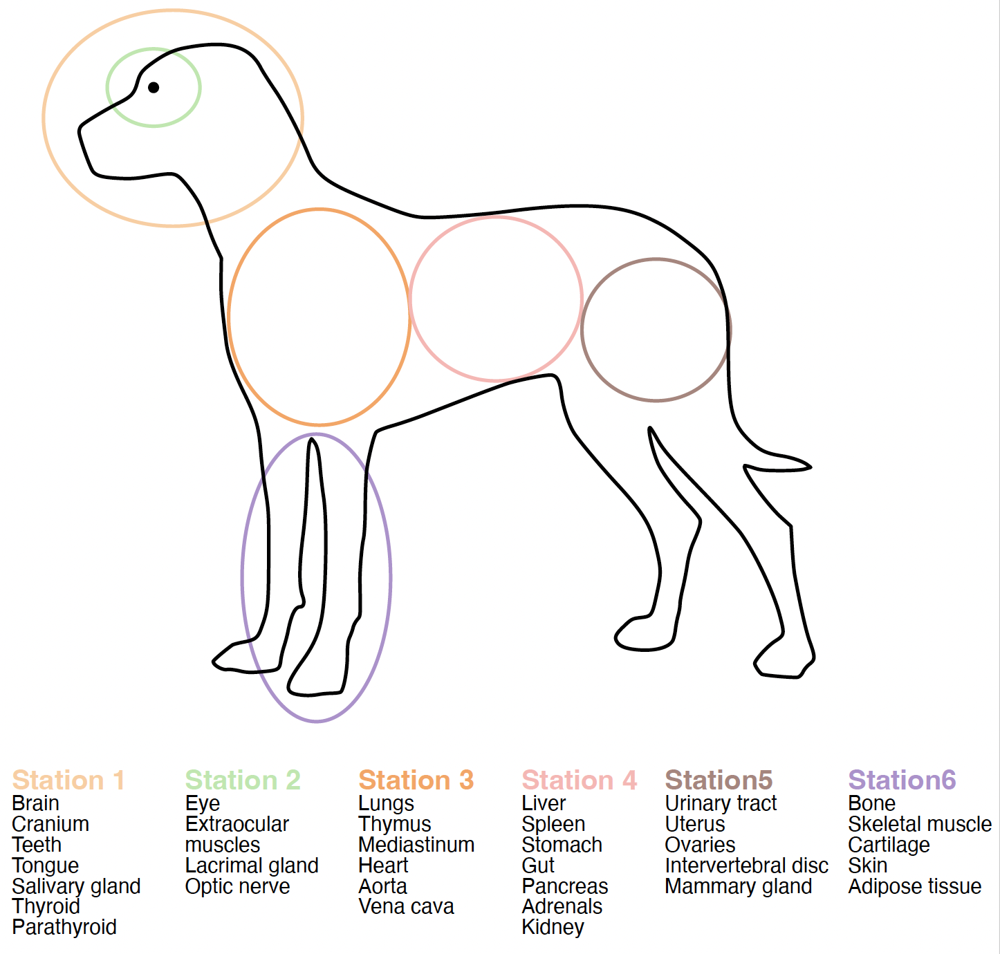 Station 1
Brain
Cranium
Teeth
Tongue
Salivary gland
Thyroid
Parathyroid
Station 2
Eye
Extraocular
muscles
Lacrimal gland
Optic nerve
Station 3
Lungs
Thymus
Mediastinum
Heart
Aorta
Vena cava
Station 4
Liver
Spleen
Stomach
Gut
Pancreas
Adrenals
Kidney
Station5
Urinary tract
Uterus
Ovaries
Intervertebral disc
Mammary gland
Station6
Bone
Skeletal muscle
Cartilage
Skin
Adipose tissue